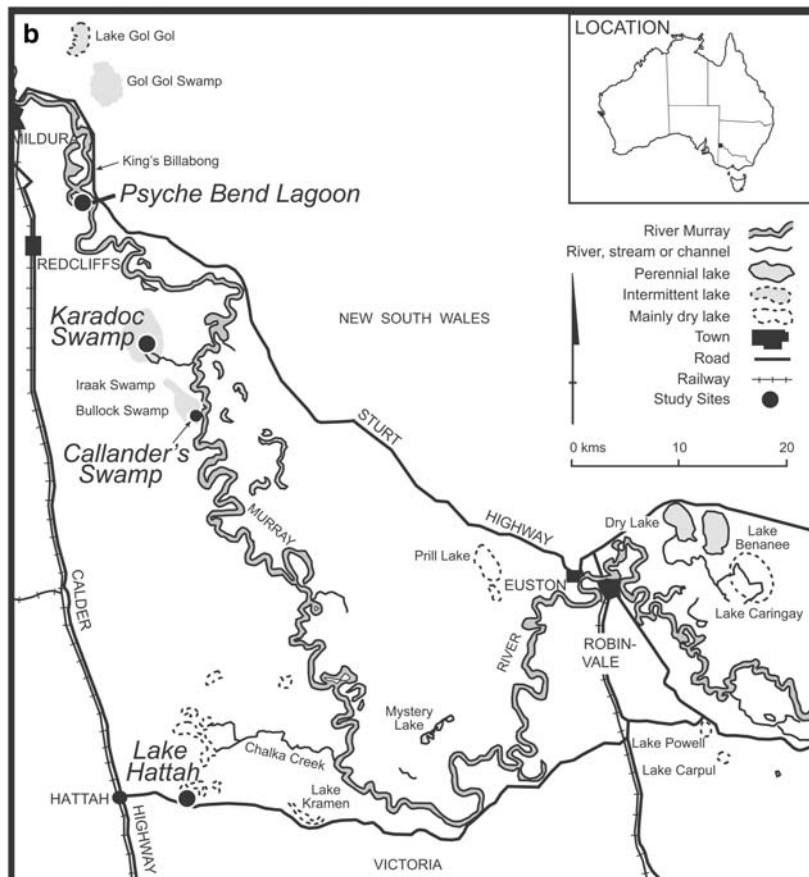 b
Lake Gol Gol
Gol Gol Swamp
MILDURA
King's Billabong
Psyche Bend Lagoon
REDCLIFFS
Karadoc
Swamp
Iraak Swamp
Bullock Swamp
Callander's
Swamp
NEW SOUTH WALES
STURT
HIGHWAY
MURRAY
RIVER
CALDER
HIGHWAY
Prill Lake
EUSTON
ROBIN-
VALE
Dry Lake
Lake
Benanee
Lake Caringay
Mystery
Lake
Chalka Creek
Lake
Hattah
HATTAH
Lake
Kramen
Lake Powell
Lake Carpul
VICTORIA
LOCATION
River Murray
River, stream or channel
Perennial lake
Intermittent lake
Mainly dry lake
Town
Road
Railway
Study Sites
0 kms 10 20